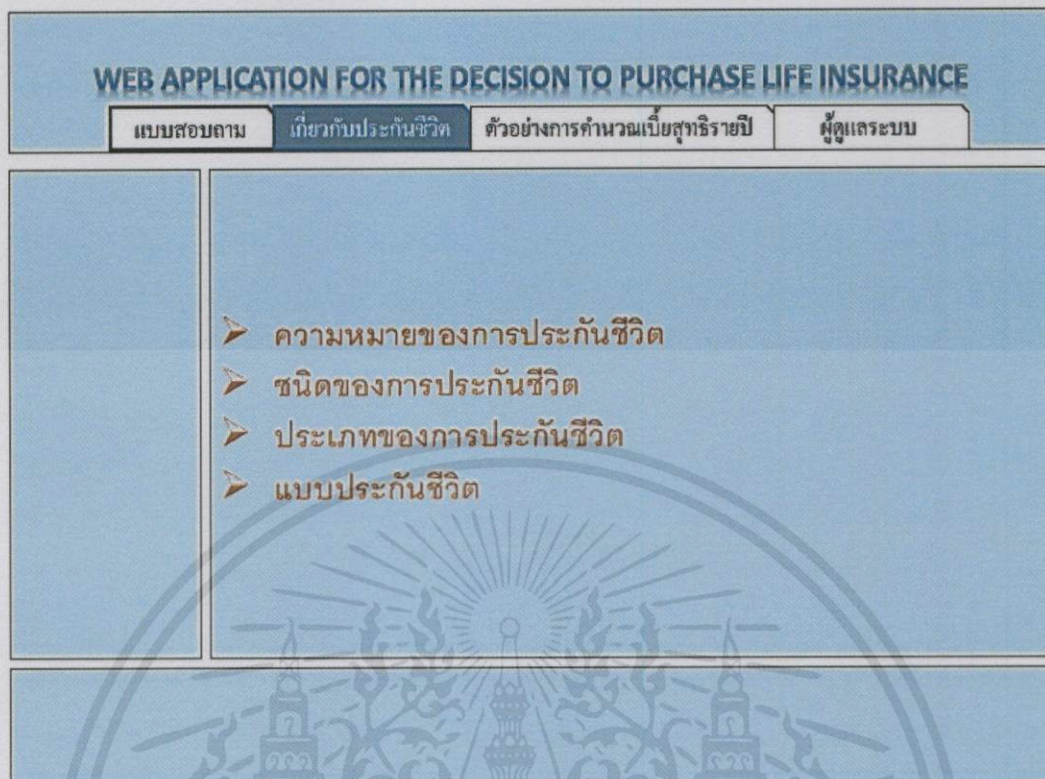 WEB APPLICATION FOR THE DECISION TO PURCHASE LIFE INSURANCE
แบบสอบถาม เกี่ยวกับประกันชีวิต ตัวอย่างการคำนวณเบี้ยสุทธิรายปี ผู้ดูแลระบบ
ความหมายของการประกันชีวิต
ชนิดของการประกันชีวิต
ประเภทของการประกันชีวิต
แบบประกันชีวิต